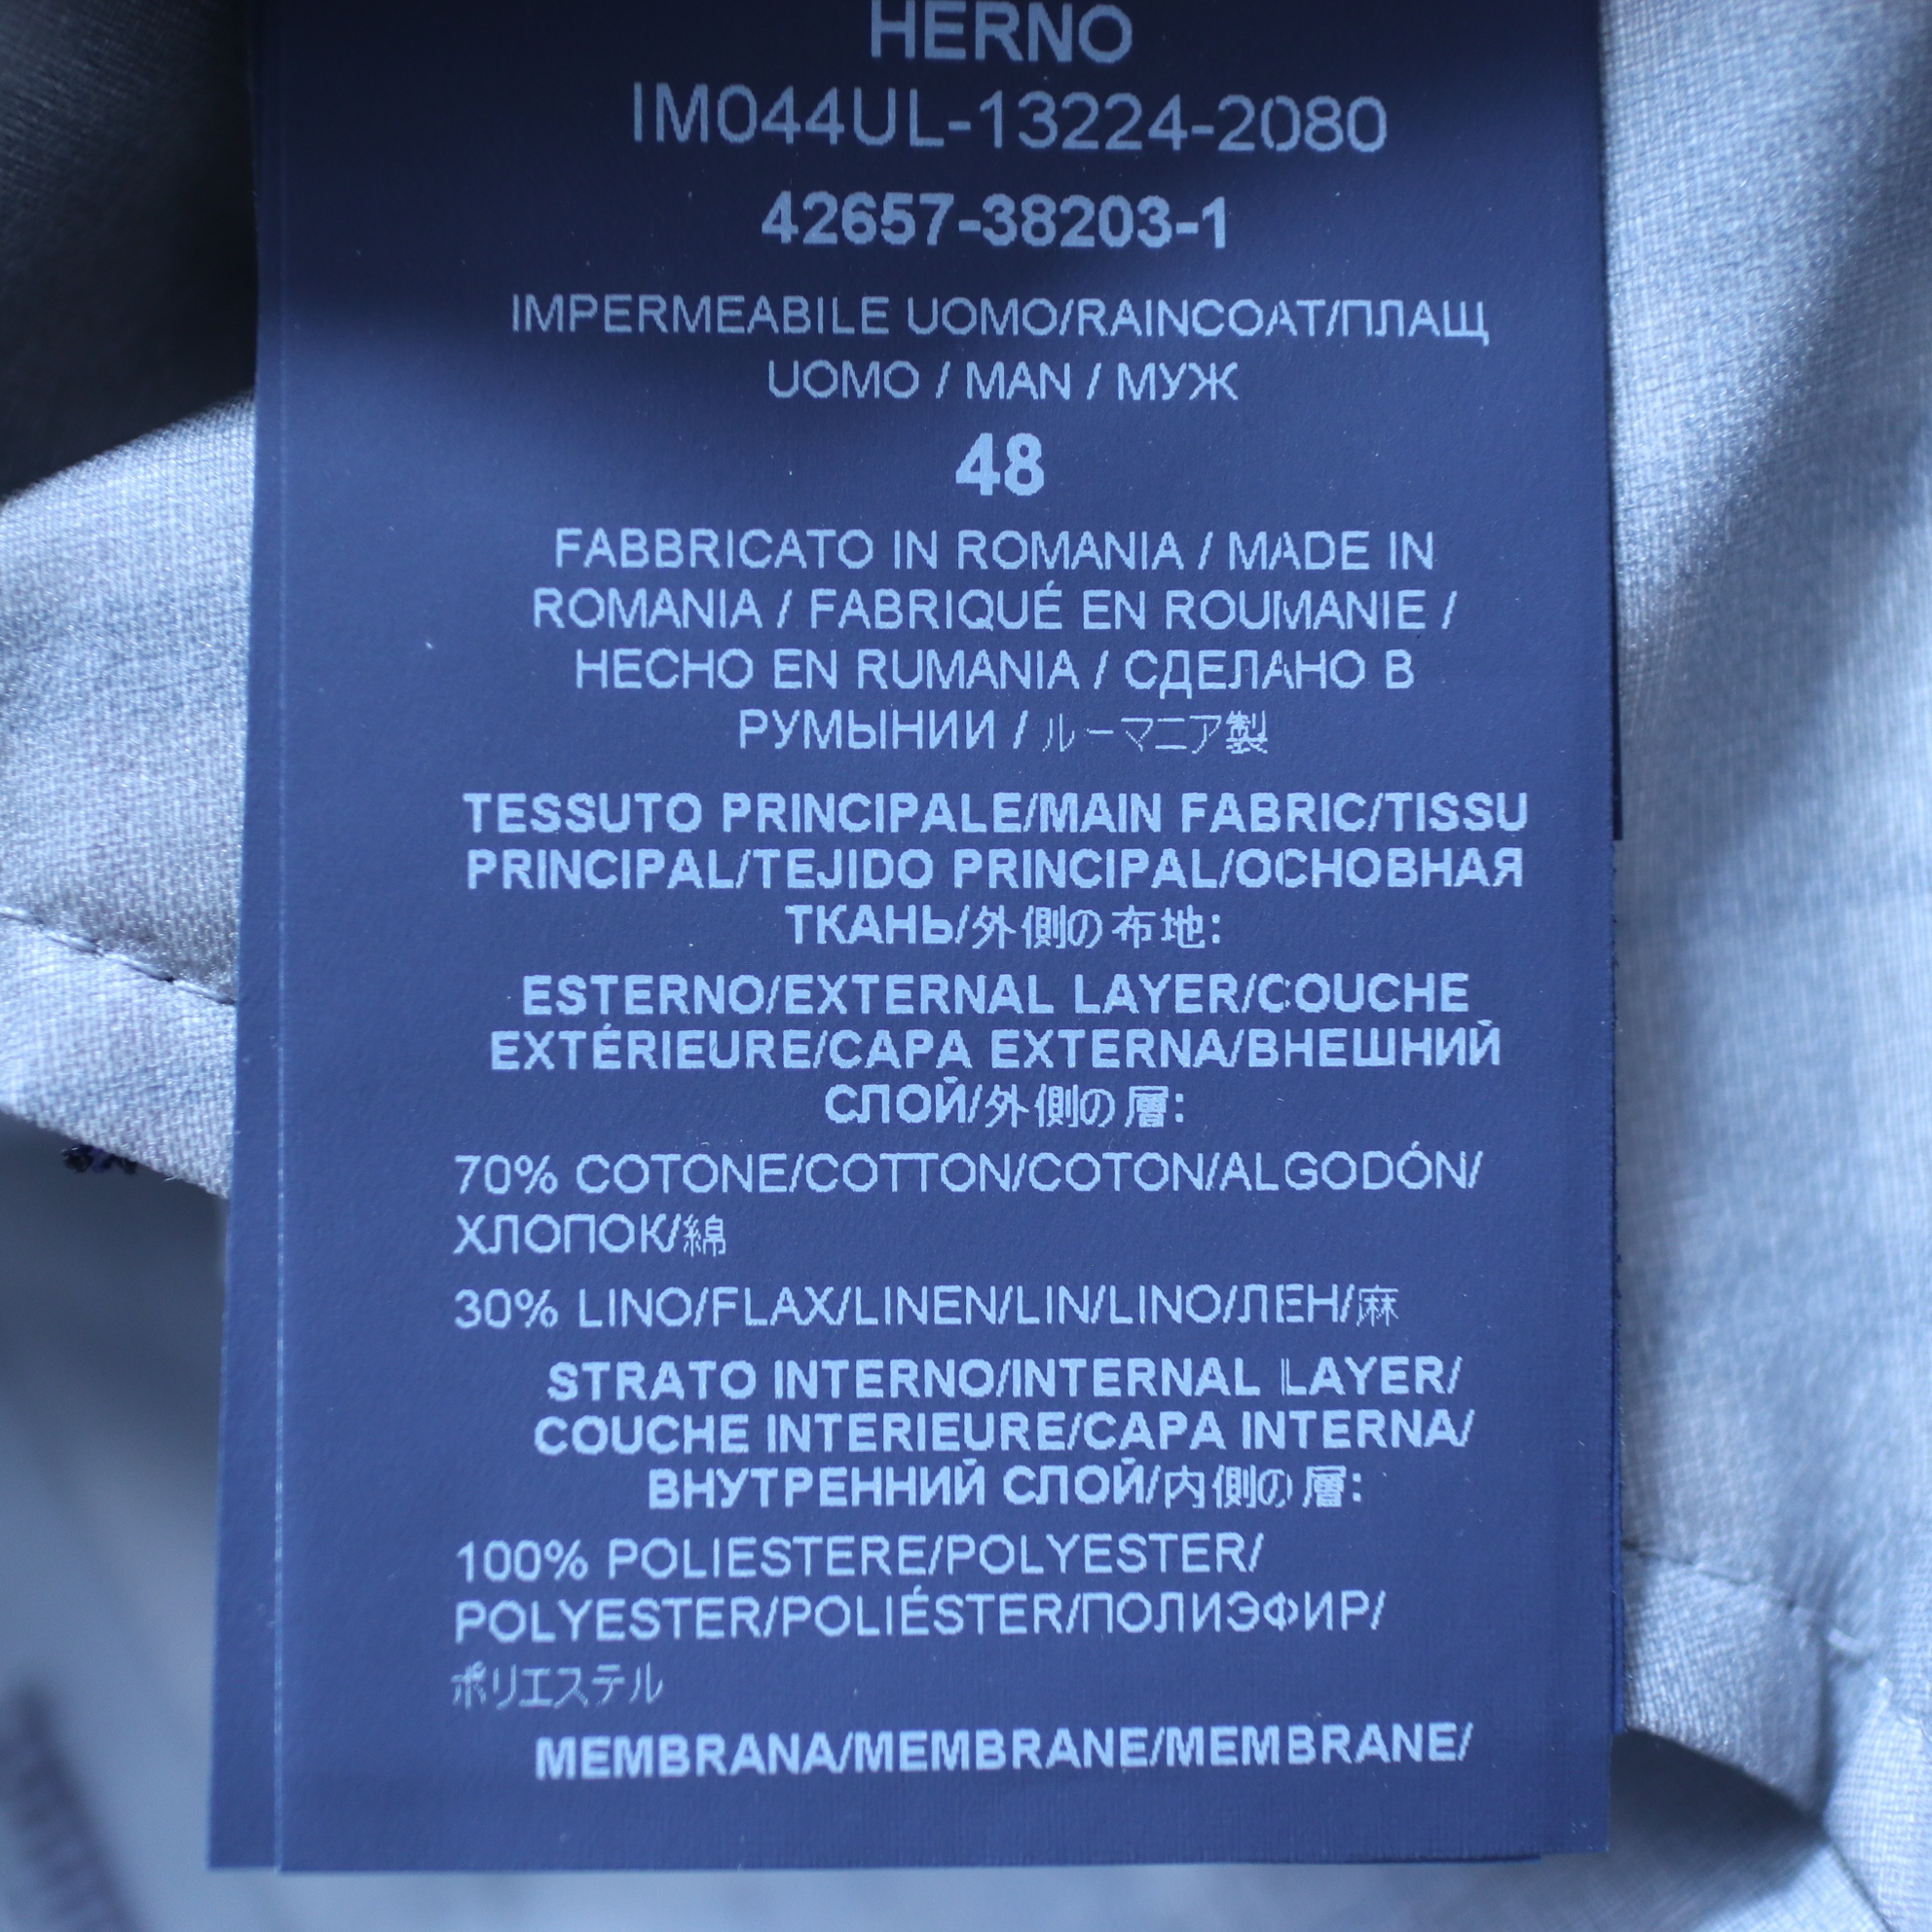 HERNO
IM044UL-13224-2080
42657-38203-1
IMPERMEABILE UOMO/RAINCOAT/ПЛАЩ
UOMO / MAN / МУЖ
48
FABBRICATO IN ROMANIA / MADE IN
ROMANIA / FABRIQUÉ EN ROUMANIE /
HECHO EN RUMANIA / СДЕЛАНО В
РУМЫНИИ / ルーマニア製
TESSUTO PRINCIPALE/MAIN FABRIC/TISSU
PRINCIPAL/TEJIDO PRINCIPAL/ОСНОВНАЯ
ТКАНЬ/外側の布地:
ESTERNO/EXTERNAL LAYER/COUCHE
EXTÉRIEURE/CAPA EXTERNA/ВНЕШНИЙ
СЛОЙ/外側の層:
70% COTONE/COTTON/COTON/ALGODÓN/
ХЛОПОК/綿
30% LINO/FLAX/LINEN/LIN/LINO/ЛЕН/麻
STRATO INTERNO/INTERNAL LAYER/
COUCHE INTERIEURE/CAPA INTERNA/
ВНУТРЕННИЙ СЛОЙ/内側の層:
100% POLIESTERE/POLYESTER/
POLYESTER/POLIÉSTER/ПОЛИЭФИР/
ポリエステル
MEMBRANA/MEMBRANE/MEMBRANE/